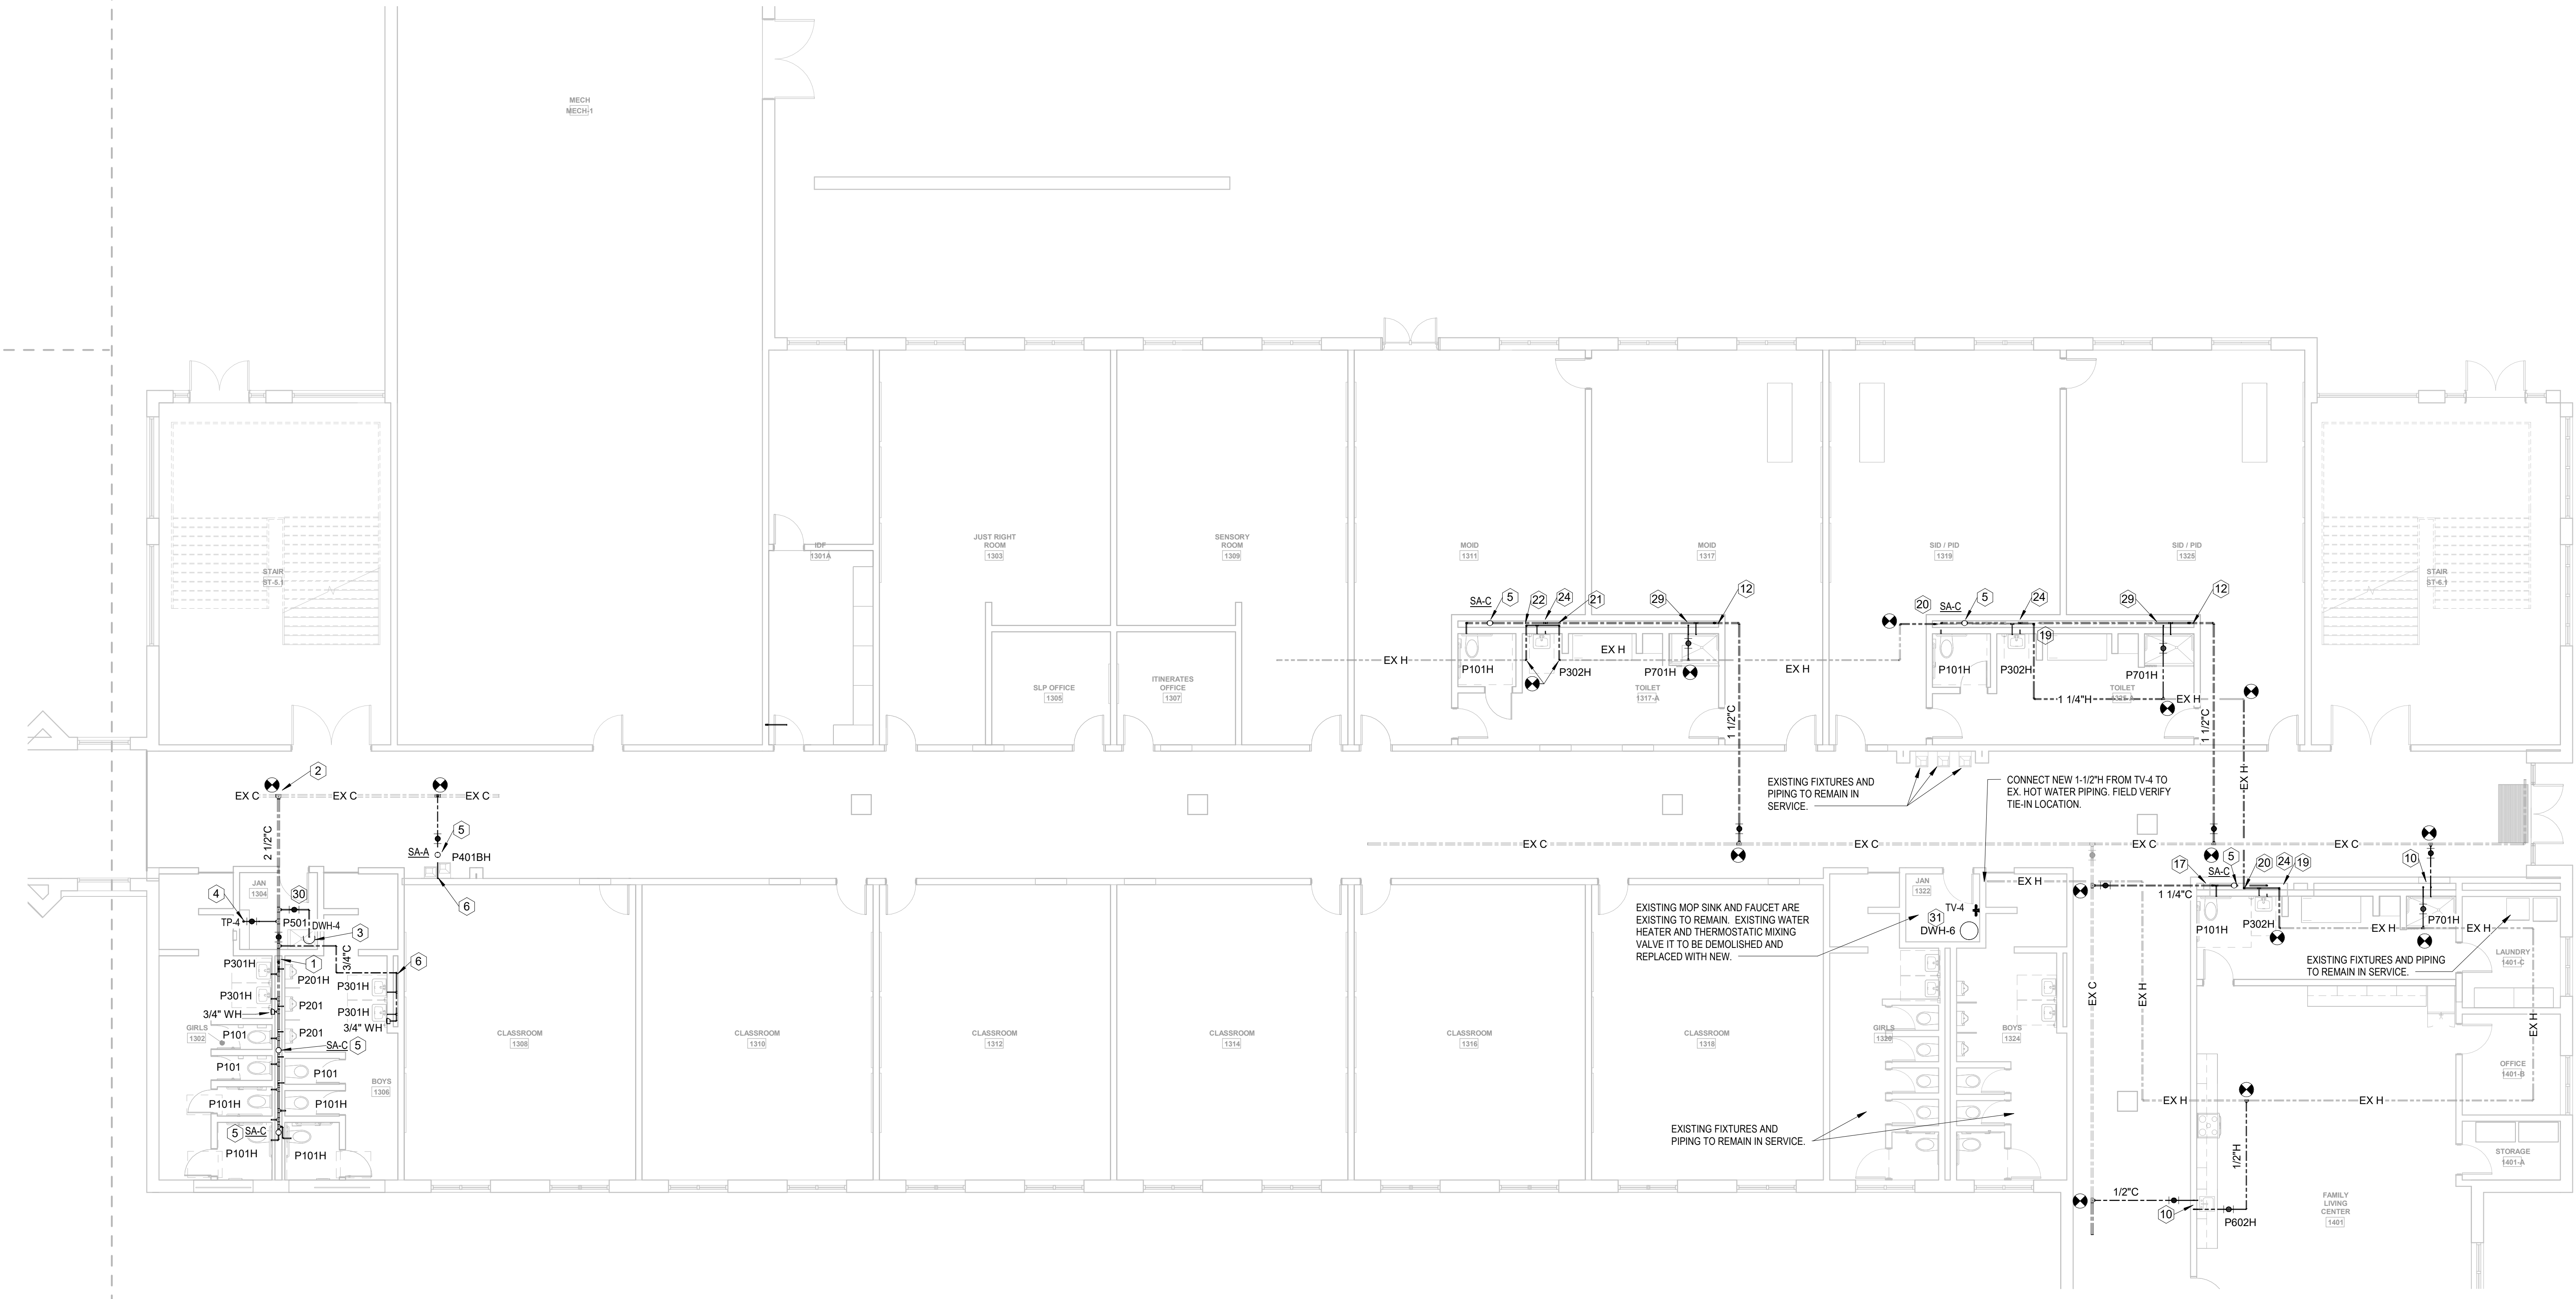 MECH
MECH-1
STAIR
ST-5.1
IDF
1301A
JUST RIGHT
ROOM
1303
SENSORY
ROOM
1309
MOID
1311
MOID
1317
SID / PID
1319
SID / PID
1325
STAIR
ST-6.1
SLP OFFICE
1305
ITINERATES
OFFICE
1307
SA-C
5
22
24
21
29
12
EX H
EX H
EX H
P101H
P302H
P701H
TOILET
1317-A
1 1/2"C
20
SA-C
5
24
19
29
12
P101H
P302H
P701H
TOILET
1 1/4"H
EX H
1 1/2"C
EX H
2
EX C
EX C
EX C
2 1/2"C
5
SA-A
P401BH
6
EXISTING FIXTURES AND
PIPING TO REMAIN IN
SERVICE.
CONNECT NEW 1-1/2"H FROM TV-4 TO
EX. HOT WATER PIPING. FIELD VERIFY
TIE-IN LOCATION.
EX C
EX C
EX C
EX C
JAN
1304
4
30
TP-4
P501
DWH-4
3
3/4"C
1
6
P301H
P201H
P301H
P301H
P201
P301H
3/4" WH
3/4" WH
GIRLS
1302
P101
P201
SA-C
5
P101
P101
BOYS
1306
P101H
P101H
5
SA-C
P101H
P101H
CLASSROOM
1308
CLASSROOM
1310
CLASSROOM
1312
CLASSROOM
1314
CLASSROOM
1316
CLASSROOM
1318
EXISTING MOP SINK AND FAUCET ARE
EXISTING TO REMAIN. EXISTING WATER
HEATER AND THERMOSTATIC MIXING
VALVE IT TO BE DEMOLISHED AND
REPLACED WITH NEW.
JAN
1322
31
TV-4
DWH-6
EX H
GIRLS
1320
BOYS
1324
EXISTING FIXTURES AND
PIPING TO REMAIN IN SERVICE.
EX C
EX H
17
5
SA-C
20
24
19
10
1 1/4"C
P101H
P302H
P701H
EX H
EX H
EXISTING FIXTURES AND PIPING
TO REMAIN IN SERVICE.
LAUNDRY
1401-C
EX H
OFFICE
1401-B
EX H
EX H
STORAGE
1401-A
1/2"H
1/2"C
10
P602H
FAMILY
LIVING
CENTER
1401